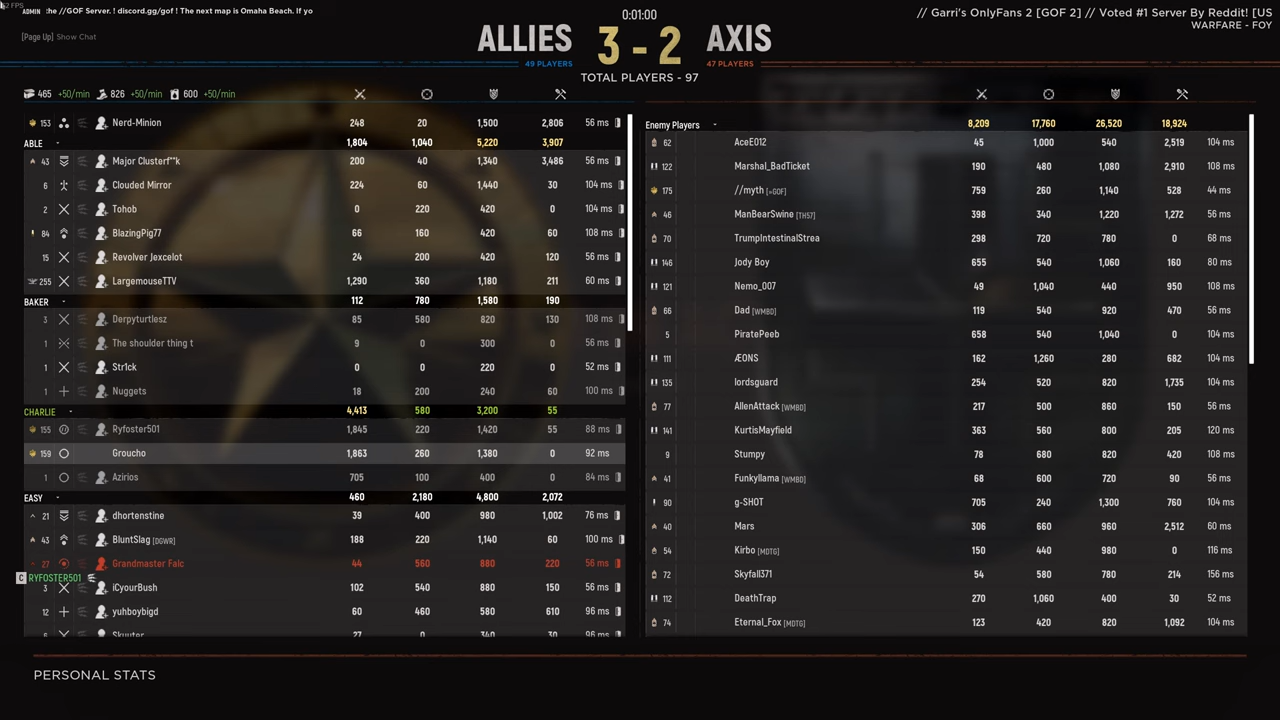 52 FPS
ADMIN the //GOF Server. ! discord.gg/gof ! The next map is Omaha Beach. If yo
[Page Up] Show Chat
0:01:00
ALLIES 3 - 2 AXIS
49 PLAYERS 47 PLAYERS
TOTAL PLAYERS - 97
// Garri's OnlyFans 2 [GOF 2] // Voted #1 Server By Reddit! [US
WARFARE - FOY
465 +50/min 826 +50/min 600 +50/min
153 Nerd-Minion 248 20 1,500 2,806 56 ms
ABLE - 1,804 1,040 5,220 3,907
43 Major Clusterf**k 200 40 1,340 3,486 56 ms
6 Clouded Mirror 224 60 1,440 30 104 ms
2 Tohob 0 220 420 0 104 ms
84 BlazingPig77 66 160 420 60 108 ms
15 Revolver Jexcelot 24 200 420 120 56 ms
255 LargemouseTTV 1,290 360 1,180 211 60 ms
BAKER - 112 780 1,580 190
3 Derpyturtlesz 85 580 820 130 108 ms
1 The shoulder thing t 9 0 300 0 56 ms
1 Str1ck 0 0 220 0 52 ms
1 Nuggets 18 200 240 60 100 ms
CHARLIE - 4,413 580 3,200 55
155 Ryfoster501 1,845 220 1,420 55 88 ms
159 Groucho 1,863 260 1,380 0 92 ms
1 Azirios 705 100 400 0 84 ms
EASY - 460 2,180 4,800 2,072
21 dhortenstine 39 400 980 1,002 76 ms
43 BluntSlag [DGWR] 188 220 1,140 60 100 ms
27 Grandmaster Falc 44 560 880 220 56 ms
C RYFOSTER501
3 iCyourBush 102 540 880 150 56 ms
12 yuhboybigd 60 460 580 610 96 ms
6 Skuuter 27 0 340 30 96 ms
Enemy Players - 8,209 17,760 26,520 18,924
62 AceE012 45 1,000 540 2,519 104 ms
122 Marshal_BadTicket 190 480 1,080 2,910 108 ms
175 //myth [=GOF] 759 260 1,140 528 44 ms
46 ManBearSwine [TH57] 398 340 1,220 1,272 56 ms
70 TrumpIntestinalStrea 298 720 780 0 68 ms
146 Jody Boy 655 540 1,060 160 80 ms
121 Nemo_007 49 1,040 440 950 108 ms
66 Dad [WMBD] 119 540 920 470 56 ms
5 PiratePeeb 658 540 1,040 0 104 ms
111 ÆONS 162 1,260 280 682 104 ms
135 lordsguard 254 520 820 1,735 104 ms
77 AllenAttack [WMBD] 217 500 860 150 56 ms
141 KurtisMayfield 363 560 800 205 120 ms
9 Stumpy 78 680 820 420 108 ms
41 Funkyllama [WMBD] 68 600 720 90 56 ms
90 g-SHOT 705 240 1,300 760 104 ms
40 Mars 306 660 960 2,512 60 ms
54 Kirbo [MDTG] 150 440 980 0 116 ms
72 Skyfall371 54 580 780 214 156 ms
112 DeathTrap 270 1,060 400 30 52 ms
74 Eternal_Fox [MDTG] 123 420 820 1,092 104 ms
PERSONAL STATS